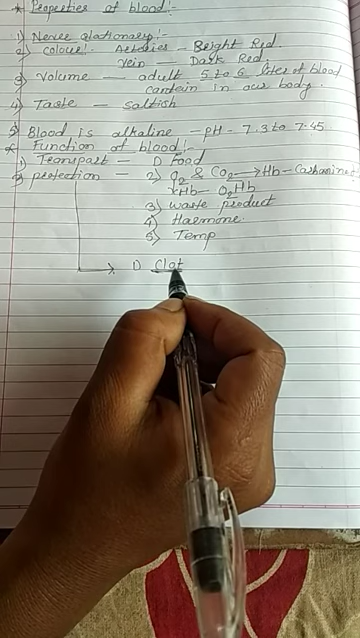 * Properties of blood :-
1) Never stationary :-
2) colour :- Arteries - Bright Red.
vein - Dark Red.
3) volume - adult 5 to 6 liter of blood
contein in our body.
4) Taste - saltish
5) Blood is alkaline - pH - 7.3 to 7.45
* Function of blood :-
1) Transport - 1) Food
2) protection - 2) O2 & CO2 → Hb -
Hb - O2Hb
3) waste product
4) Harmone.
5) Temp
→ 1) Clot